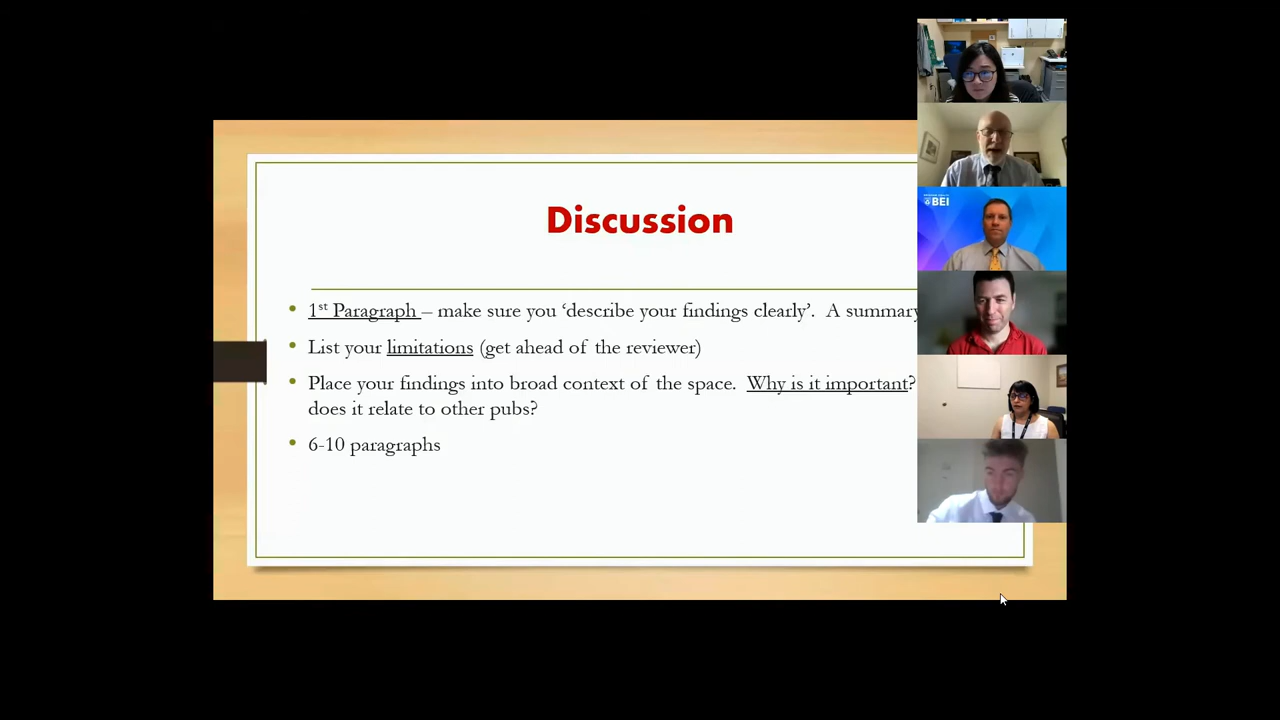 Discussion
• 1st Paragraph – make sure you ‘describe your findings clearly’. A summary
• List your limitations (get ahead of the reviewer)
• Place your findings into broad context of the space. Why is it important?
does it relate to other pubs?
• 6-10 paragraphs
BEI